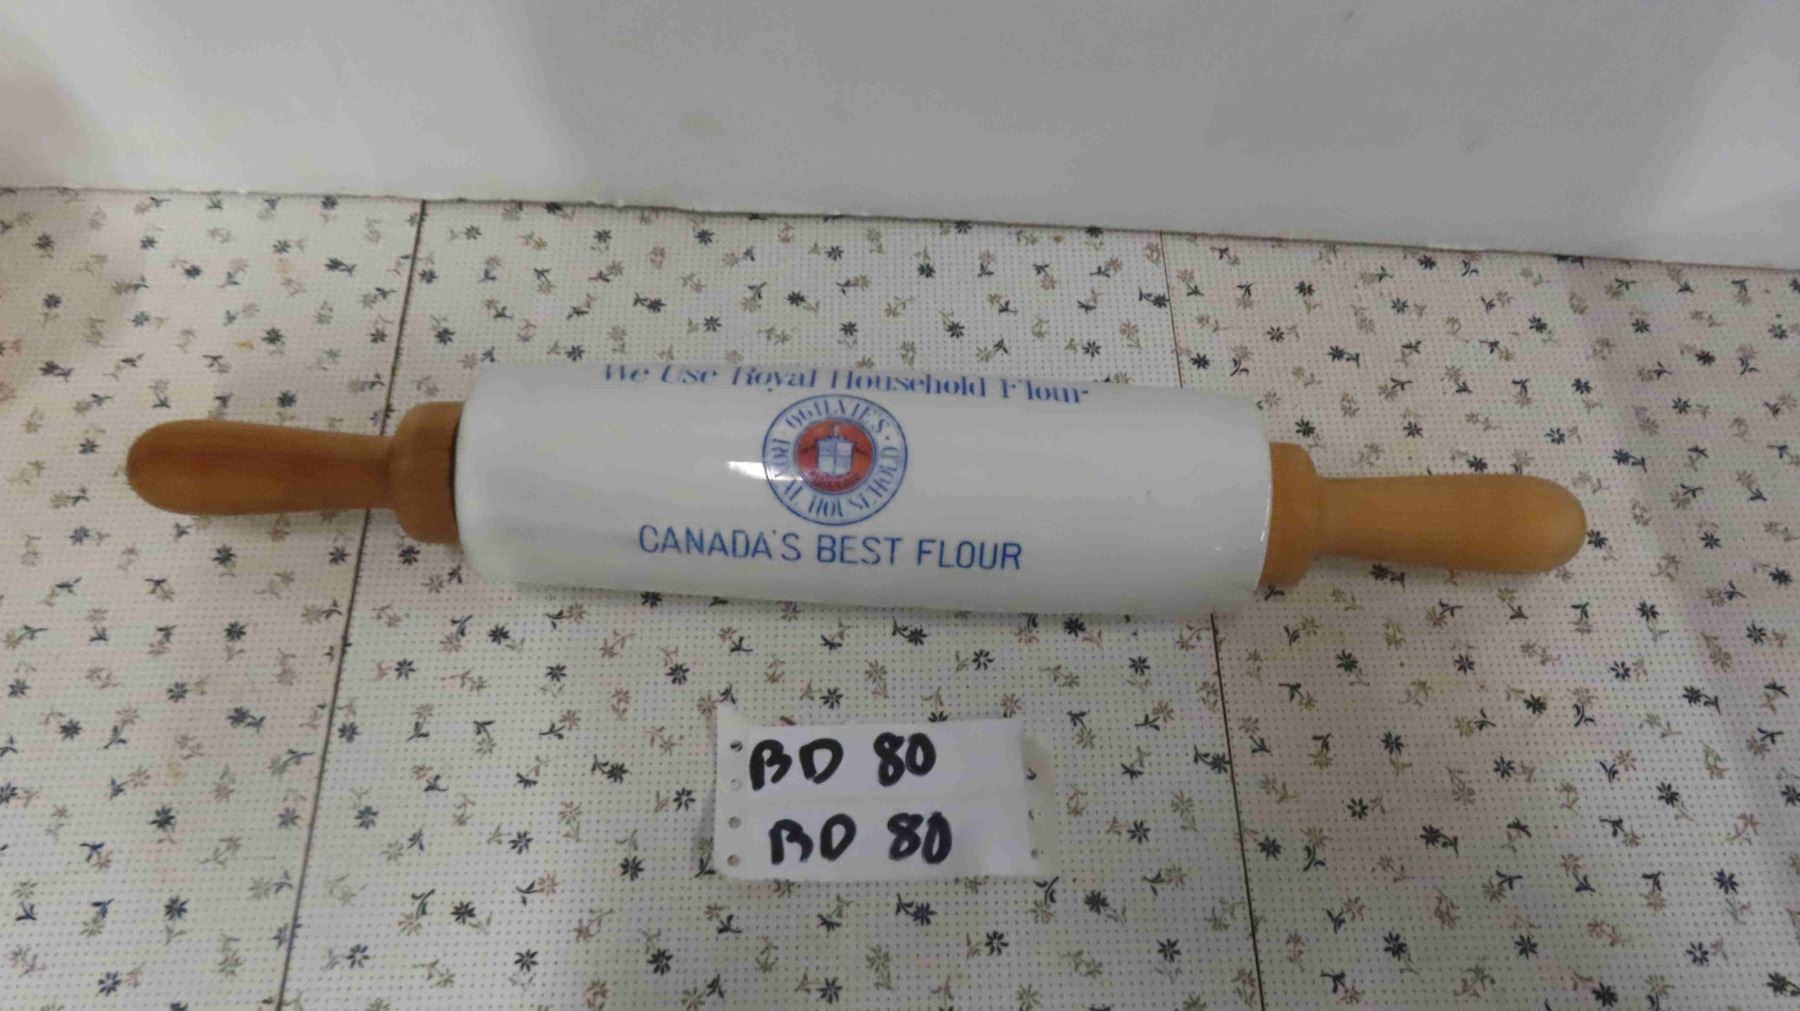 We Use Royal Household Flour
OGILVIE'S
ROYAL HOUSEHOLD
CANADA'S BEST FLOUR
BD 80
BD 80